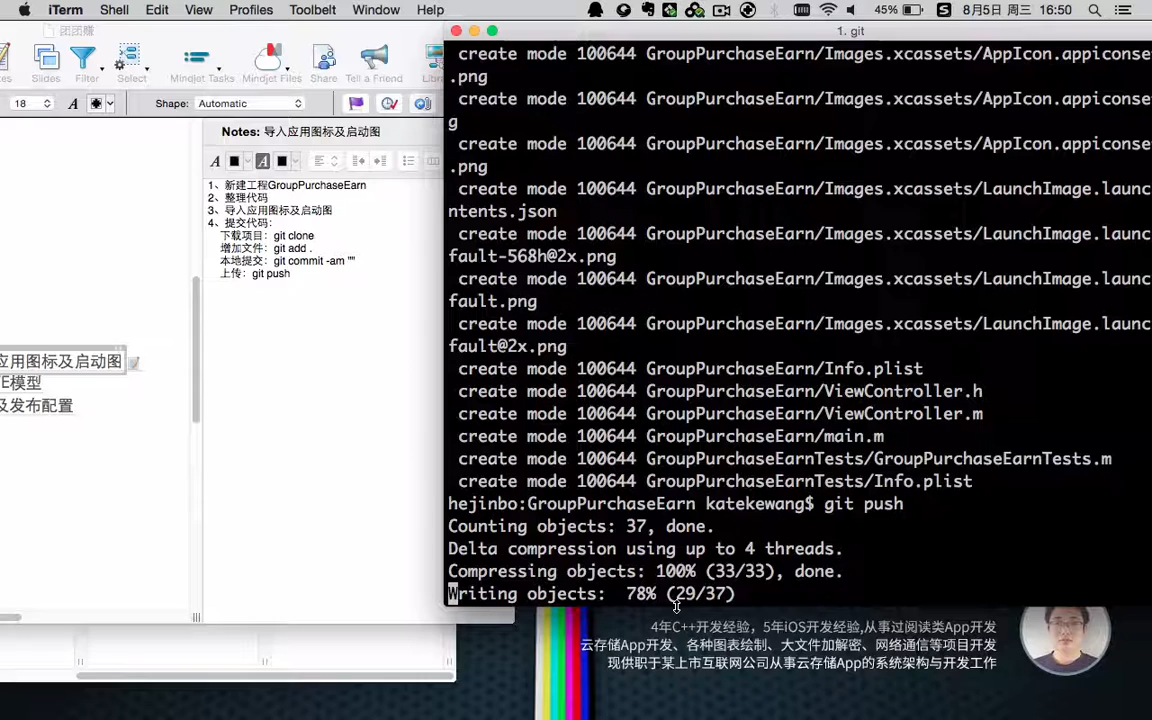 iTerm Shell Edit View Profiles Toolbelt Window Help 45% 8月5日 周三 16:50
团团赚
Slides Filter Select Mindjet Tasks Mindjet Files Share Tell a Friend
18 A Shape: Automatic
Notes: 导入应用图标及启动图
1、新建工程GroupPurchaseEarn
2、整理代码
3、导入应用图标及启动图
4、提交代码:
下载项目: git clone
增加文件: git add .
本地提交: git commit -am ""
上传: git push
应用图标及启动图
E模型
及发布配置
1. git
create mode 100644 GroupPurchaseEarn/Images.xcassets/AppIcon.appiconse
.png
create mode 100644 GroupPurchaseEarn/Images.xcassets/AppIcon.appiconse
g
create mode 100644 GroupPurchaseEarn/Images.xcassets/AppIcon.appiconse
.png
create mode 100644 GroupPurchaseEarn/Images.xcassets/LaunchImage.launc
ntents.json
create mode 100644 GroupPurchaseEarn/Images.xcassets/LaunchImage.launc
fault-568h@2x.png
create mode 100644 GroupPurchaseEarn/Images.xcassets/LaunchImage.launc
fault.png
create mode 100644 GroupPurchaseEarn/Images.xcassets/LaunchImage.launc
fault@2x.png
create mode 100644 GroupPurchaseEarn/Info.plist
create mode 100644 GroupPurchaseEarn/ViewController.h
create mode 100644 GroupPurchaseEarn/ViewController.m
create mode 100644 GroupPurchaseEarn/main.m
create mode 100644 GroupPurchaseEarnTests/GroupPurchaseEarnTests.m
create mode 100644 GroupPurchaseEarnTests/Info.plist
hejinbo:GroupPurchaseEarn katekewang$ git push
Counting objects: 37, done.
Delta compression using up to 4 threads.
Compressing objects: 100% (33/33), done.
Writing objects: 78% (29/37)
4年C++开发经验，5年iOS开发经验,从事过阅读类App开发
云存储App开发、各种图表绘制、大文件加解密、网络通信等项目开发
现供职于某上市互联网公司从事云存储App的系统架构与开发工作